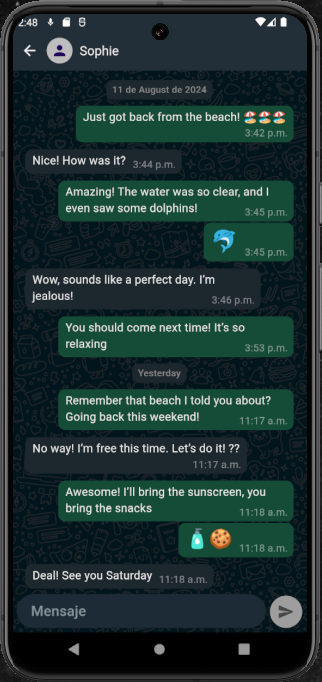 2:48
Sophie
11 de August de 2024
Just got back from the beach! 🏖️🏖️🏖️
3:42 p.m.
Nice! How was it? 3:44 p.m.
Amazing! The water was so clear, and I
even saw some dolphins!
3:45 p.m.
🐬
3:45 p.m.
Wow, sounds like a perfect day. I'm
jealous!
3:46 p.m.
You should come next time! It's so
relaxing
3:53 p.m.
Yesterday
Remember that beach I told you about?
Going back this weekend!
11:17 a.m.
No way! I'm free this time. Let's do it! ??
11:17 a.m.
Awesome! I'll bring the sunscreen, you
bring the snacks
11:18 a.m.
🧴🍪
11:18 a.m.
Deal! See you Saturday 11:18 a.m.
Mensaje